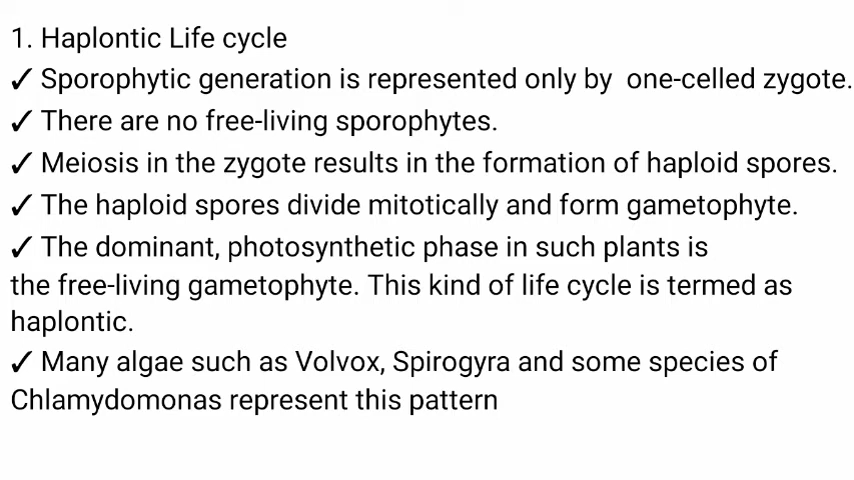 1. Haplontic Life cycle
✓ Sporophytic generation is represented only by  one-celled zygote.
✓ There are no free-living sporophytes.
✓ Meiosis in the zygote results in the formation of haploid spores.
✓ The haploid spores divide mitotically and form gametophyte.
✓ The dominant, photosynthetic phase in such plants is
the free-living gametophyte. This kind of life cycle is termed as
haplontic.
✓ Many algae such as Volvox, Spirogyra and some species of
Chlamydomonas represent this pattern